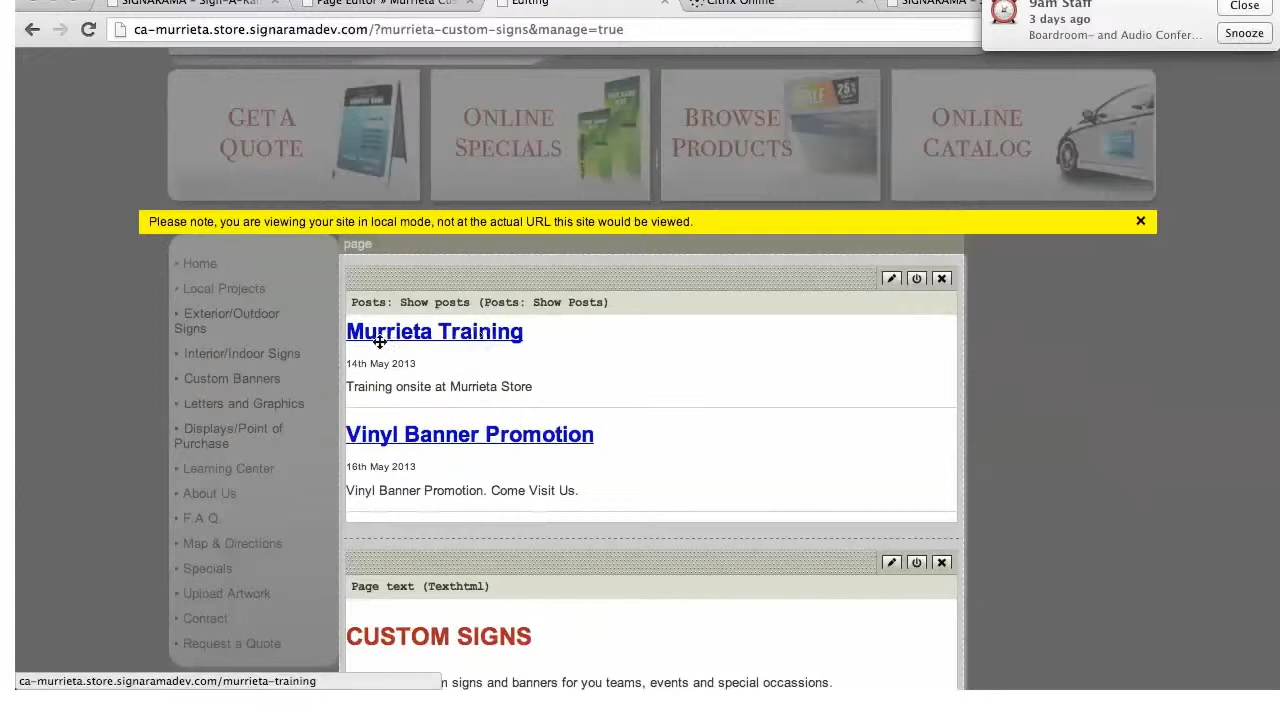 SIGNARAMA - Sign-A-Ra
Page Editor » Murrieta Cus
Editing
Citrix Online
SIGNARAMA -
9am Staff
3 days ago
Boardroom- and Audio Confer...
Close
Snooze
ca-murrieta.store.signaramadev.com/?murrieta-custom-signs&manage=true
GET A
QUOTE
ONLINE
SPECIALS
BROWSE
PRODUCTS
SALE
25%
ONLINE
CATALOG
Please note, you are viewing your site in local mode, not at the actual URL this site would be viewed.
page
Home
Local Projects
Exterior/Outdoor
Signs
Interior/Indoor Signs
Custom Banners
Letters and Graphics
Displays/Point of
Purchase
Learning Center
About Us
F.A.Q.
Map & Directions
Specials
Upload Artwork
Contact
Request a Quote
Posts: Show posts (Posts: Show Posts)
Murrieta Training
14th May 2013
Training onsite at Murrieta Store
Vinyl Banner Promotion
16th May 2013
Vinyl Banner Promotion. Come Visit Us.
Page text (Texthtml)
CUSTOM SIGNS
signs and banners for you teams, events and special occassions.
ca-murrieta.store.signaramadev.com/murrieta-training